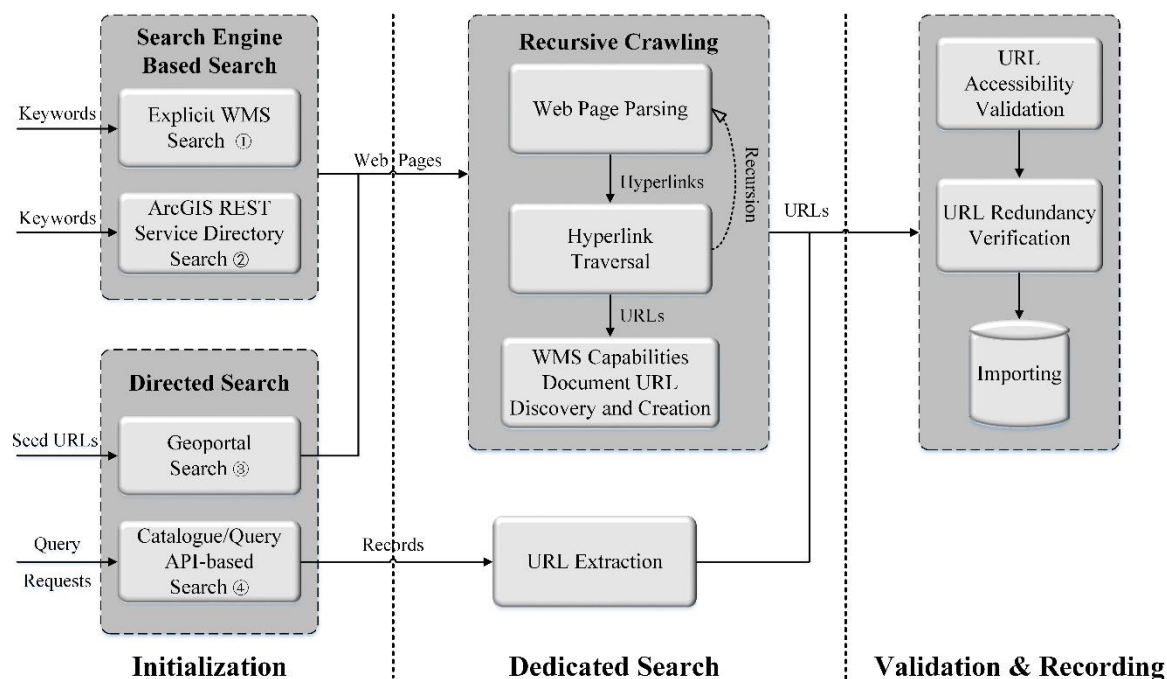 Search Engine
Based Search
Keywords
Explicit WMS
Search ①
Keywords
ArcGIS REST
Service Directory
Search ②
Directed Search
Seed URLs
Geoportal
Search ③
Query
Requests
Catalogue/Query
API-based
Search ④
Initialization
Web Pages
Records
Recursive Crawling
Web Page Parsing
Hyperlinks
Recursion
Hyperlink
Traversal
URLs
WMS Capabilities
Document URL
Discovery and Creation
URL Extraction
Dedicated Search
URLs
URL
Accessibility
Validation
URL Redundancy
Verification
Importing
Validation & Recording